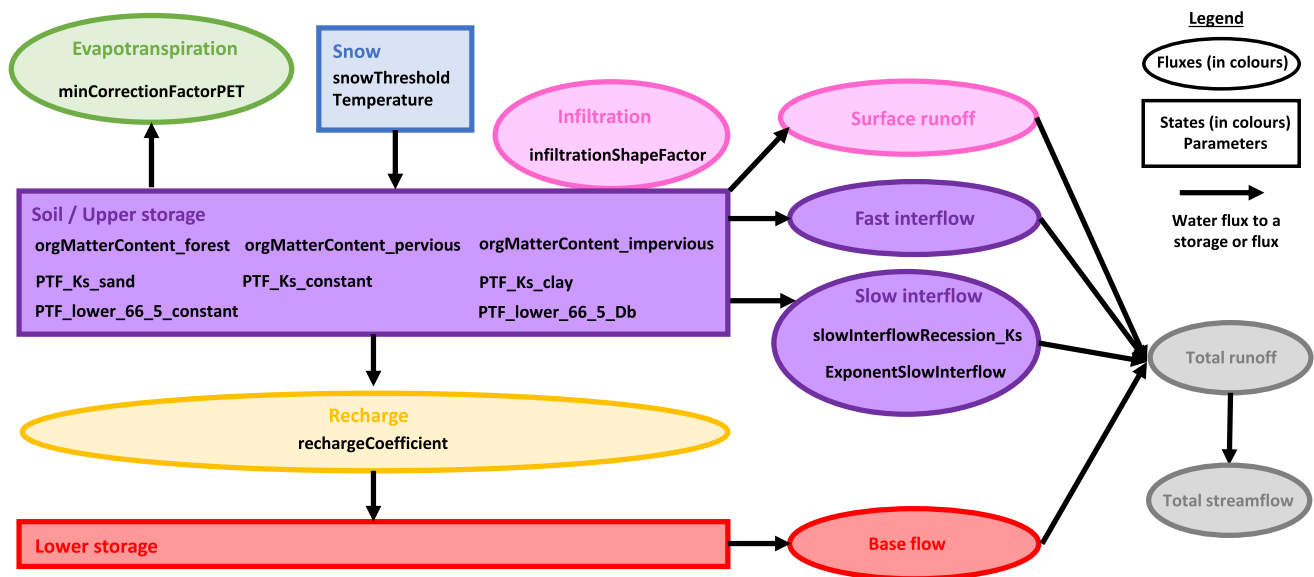 Evapotranspiration
minCorrectionFactorPET
Snow
snowThreshold
Temperature
Infiltration
infiltrationShapeFactor
Surface runoff
Legend
Fluxes (in colours)
States (in colours)
Parameters
Water flux to a
storage or flux
Soil / Upper storage
orgMatterContent_forest
orgMatterContent_pervious
orgMatterContent_impervious
PTF_Ks_sand
PTF_Ks_constant
PTF_Ks_clay
PTF_lower_66_5_constant
PTF_lower_66_5_Db
Fast interflow
Slow interflow
slowInterflowRecession_Ks
ExponentSlowInterflow
Total runoff
Recharge
rechargeCoefficient
Total streamflow
Lower storage
Base flow